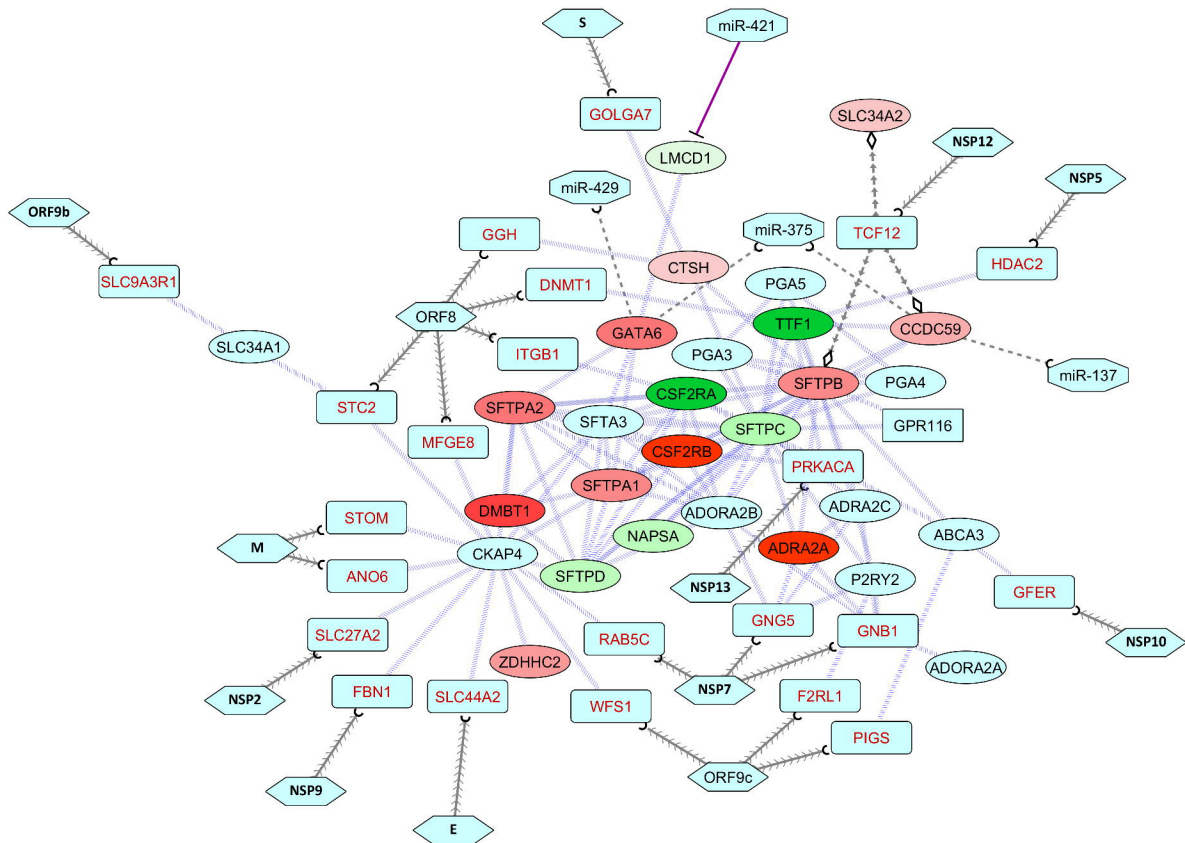 S
miR-421
GOLGA7
SLC34A2
LMCD1
NSP12
NSP5
miR-429
ORF9b
miR-375
TCF12
GGH
HDAC2
CTSH
SLC9A3R1
DNMT1
PGA5
ORF8
TTF1
CCDC59
GATA6
SLC34A1
ITGB1
PGA3
miR-137
PGA4
SFTPB
CSF2RA
STC2
SFTPA2
SFTA3
SFTPC
GPR116
MFGE8
CSF2RB
PRKACA
SFTPA1
DMBT1
ADORA2B
ADRA2C
STOM
NAPSA
ABCA3
M
CKAP4
ADRA2A
ANO6
SFTPD
P2RY2
NSP13
GFER
GNG5
GNB1
SLC27A2
RAB5C
NSP10
ZDHHC2
ADORA2A
NSP2
FBN1
SLC44A2
NSP7
F2RL1
WFS1
PIGS
ORF9c
NSP9
E